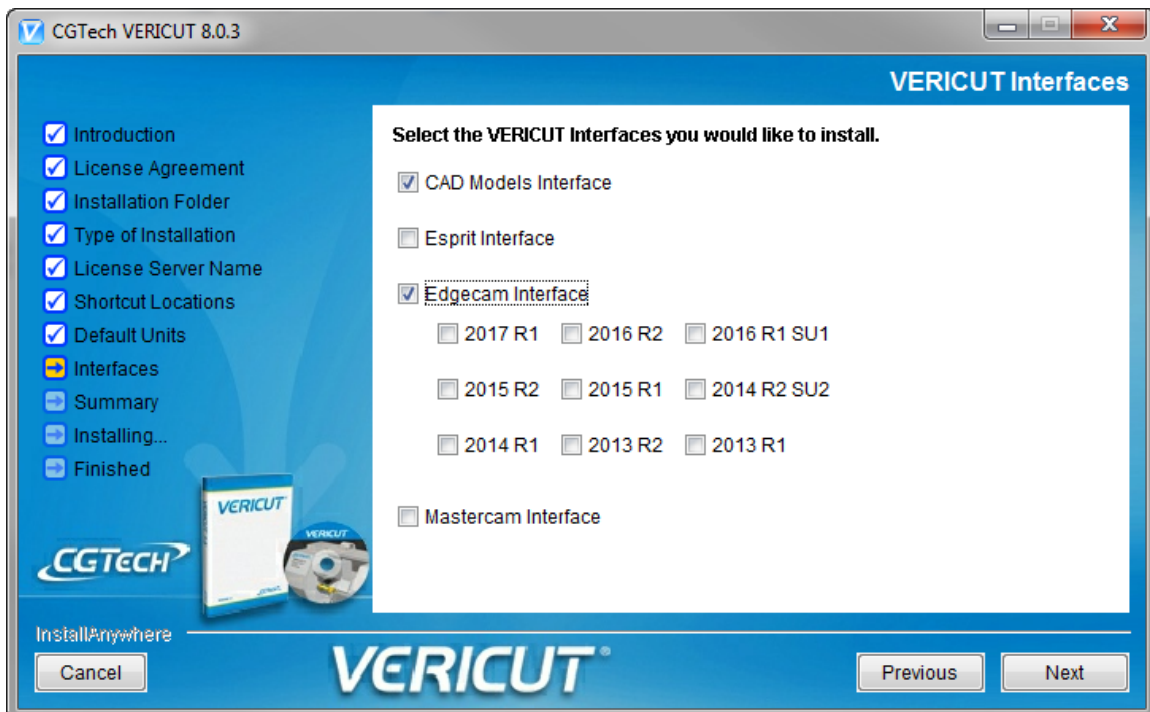 CGTech VERICUT 8.0.3
VERICUT Interfaces
Introduction
License Agreement
Installation Folder
Type of Installation
License Server Name
Shortcut Locations
Default Units
Interfaces
Summary
Installing...
Finished
Select the VERICUT Interfaces you would like to install.
CAD Models Interface
Esprit Interface
Edgecam Interface
2017 R1 2016 R2 2016 R1 SU1
2015 R2 2015 R1 2014 R2 SU2
2014 R1 2013 R2 2013 R1
Mastercam Interface
VERICUT
VERICUT
CGTECH
InstallAnywhere
Cancel
VERICUT®
Previous Next